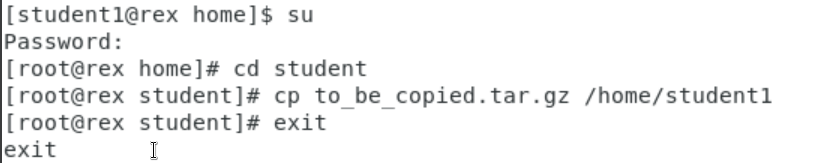 [student1@rex home]$ su
Password:
[root@rex home]# cd student
[root@rex student]# cp to_be_copied.tar.gz /home/student1
[root@rex student]# exit
exit